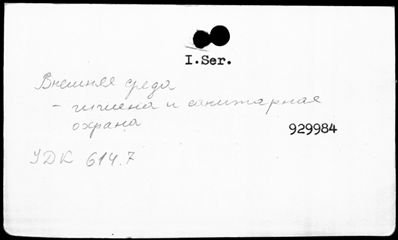 I.Ser.
Внешняя среда
- гигиена и санитарная
охрана
929984
УДК 614.7